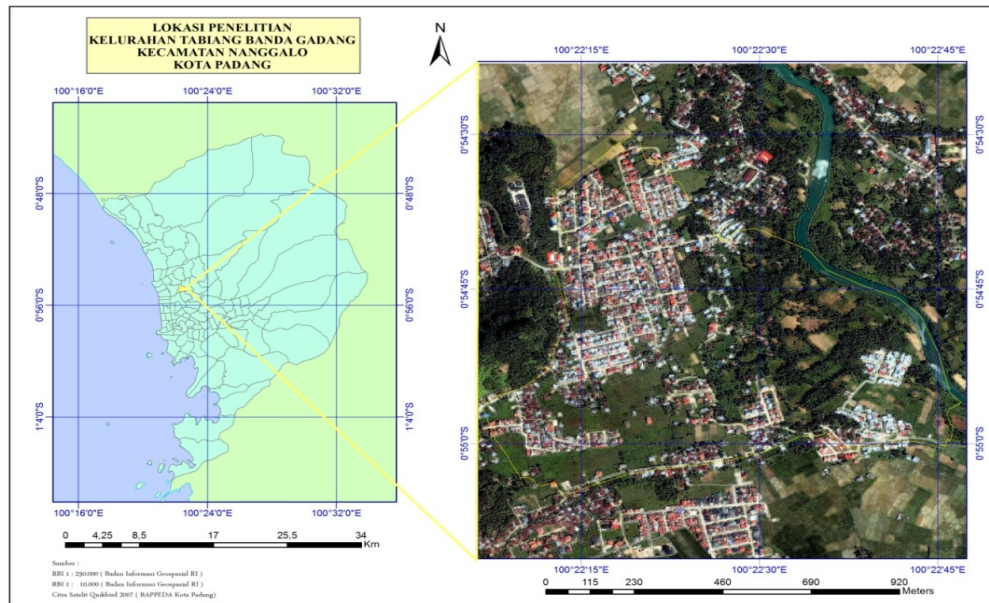 LOKASI PENELITIAN
KELURAHAN TABIANG BANDA GADANG
KECAMATAN NANGGALO
KOTA PADANG
N
100°16'0"E 100°24'0"E 100°32'0"E
0°48'0"S 0°48'0"S
0°56'0"S 0°56'0"S
1°4'0"S 1°4'0"S
100°16'0"E 100°24'0"E 100°32'0"E
0 4,25 8,5 17 25,5 34
Km
Sumber :
RBI 1 : 250.000 ( Badan Informasi Geospasial RI )
RBI 1 : 10.000 ( Badan Informasi Geospasial RI )
Citra Satelit Quikbird 2007 ( BAPPEDA Kota Padang)
100°22'15"E 100°22'30"E 100°22'45"E
0°54'30"S 0°54'30"S
0°54'45"S 0°54'45"S
0°55'0"S 0°55'0"S
100°22'15"E 100°22'30"E 100°22'45"E
0 115 230 460 690 920
Meters